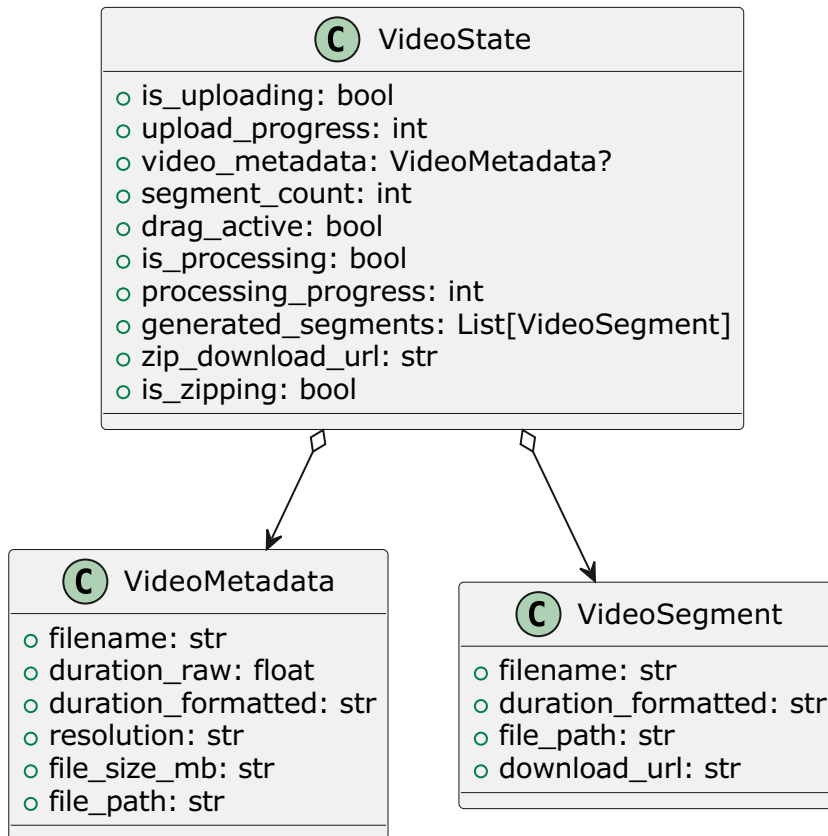 C VideoState
is_uploading: bool
upload_progress: int
video_metadata: VideoMetadata?
segment_count: int
drag_active: bool
is_processing: bool
processing_progress: int
generated_segments: List[VideoSegment]
zip_download_url: str
is_zipping: bool
C VideoMetadata
filename: str
duration_raw: float
duration_formatted: str
resolution: str
file_size_mb: str
file_path: str
C VideoSegment
filename: str
duration_formatted: str
file_path: str
download_url: str